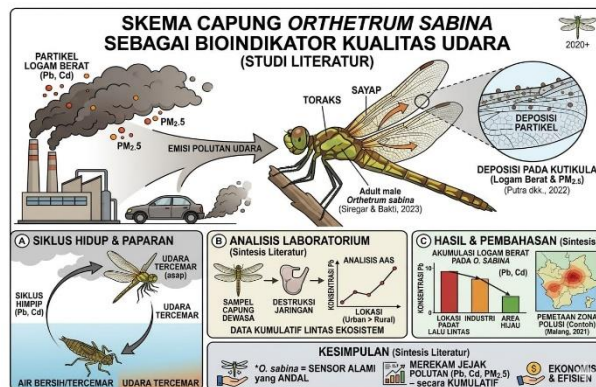 SKEMA CAPUNG ORTHETRUM SABINA
SEBAGAI BIOINDIKATOR KUALITAS UDARA
(STUDI LITERATUR)
2020+
PARTIKEL
LOGAM BERAT
(Pb, Cd)
PM2.5
PM2.5
EMISI POLUTAN UDARA
TORAKS
SAYAP
Adult male
Orthetrum sabina
(Siregar & Bakti, 2023)
DEPOSISI
PARTIKEL
DEPOSISI PADA KUTIKULA
(Logam Berat & PM2.5)
(Putra dkk., 2022)
A SIKLUS HIDUP & PAPARAN
UDARA
TERCEMAR
(asap)
SIKLUS
HIMPIP
(Pb, Cd)
UDARA
TERCEMAR
AIR BERSIH/TERCEMAR
UDARA TERCEMAR
B ANALISIS LABORATORIUM
(Sintesis Literatur)
SAMPEL
CAPUNG
DEWASA
DESTRUKSI
JARINGAN
ANALISIS AAS
KONSENTRASI Pb
LOKASI
(Urban > Rural)
DATA KUMULATIF LINTAS EKOSISTEM
C HASIL & PEMBAHASAN (Sintesis
AKUMULASI LOGAM BERAT
PADA O. SABINA
(Pb, Cd)
KONSENTRASI Pb
LOKASI
PADAT
LALU LINTAS
INDUSTRI
AREA
HIJAU
PEMETAAN ZONA
POLUSI (Contoh)
(Malang, 2021)
KESIMPULAN (Sintesis Literatur)
*O. sabina = SENSOR ALAMI
yang ANDAL
MEREKAM JEJAK
POLUTAN (Pb, Cd, PM2.5)
– secara KUMULATIF
EKONOMIS
& EFISIEN